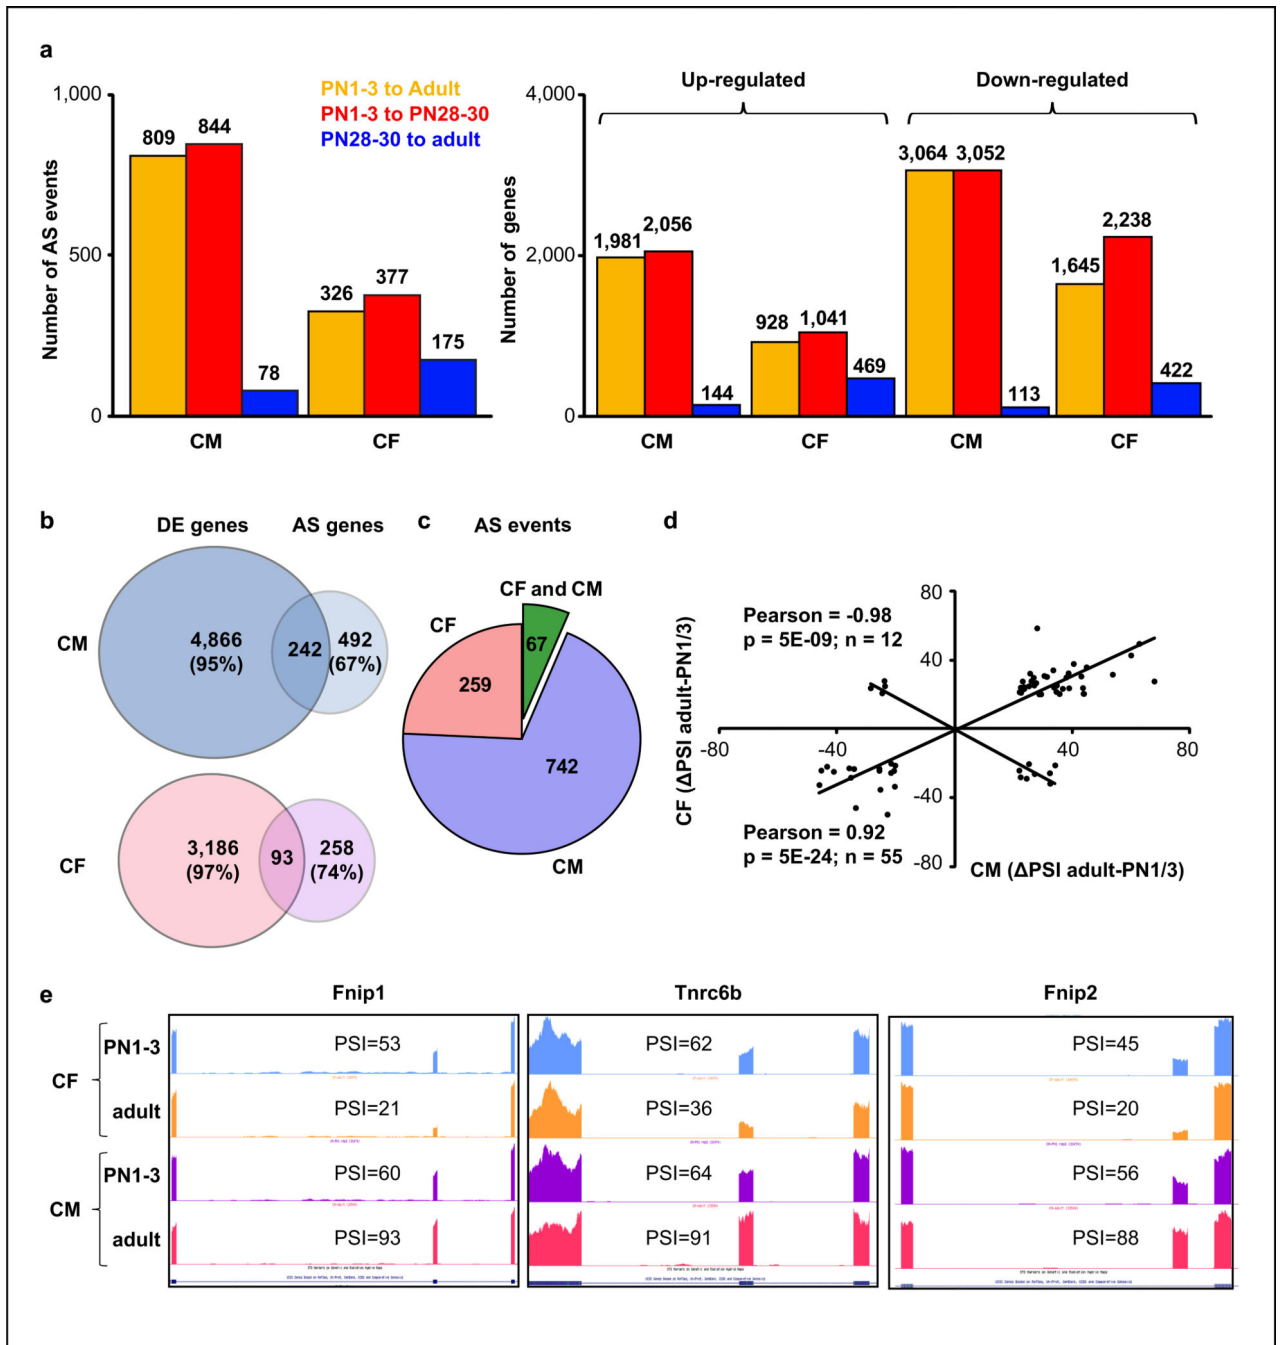 a
PN1-3 to Adult
PN1-3 to PN28-30
PN28-30 to adult
Number of AS events
1,000
500
0
809
844
78
326
377
175
CM
CF
Up-regulated
Down-regulated
Number of genes
4,000
2,000
0
1,981
2,056
144
928
1,041
469
3,064
3,052
113
1,645
2,238
422
CM
CF
CM
CF
b
DE genes
AS genes
CM
4,866
(95%)
242
492
(67%)
CF
3,186
(97%)
93
258
(74%)
c
AS events
CF and CM
CF
67
259
742
CM
d
Pearson = -0.98
p = 5E-09; n = 12
Pearson = 0.92
p = 5E-24; n = 55
CF (ΔPSI adult-PN1/3)
CM (ΔPSI adult-PN1/3)
80
40
-80
-40
40
80
-40
-80
e
Fnip1
Tnrc6b
Fnip2
CF
PN1-3
PSI=53
PSI=62
PSI=45
adult
PSI=21
PSI=36
PSI=20
CM
PN1-3
PSI=60
PSI=64
PSI=56
adult
PSI=93
PSI=91
PSI=88